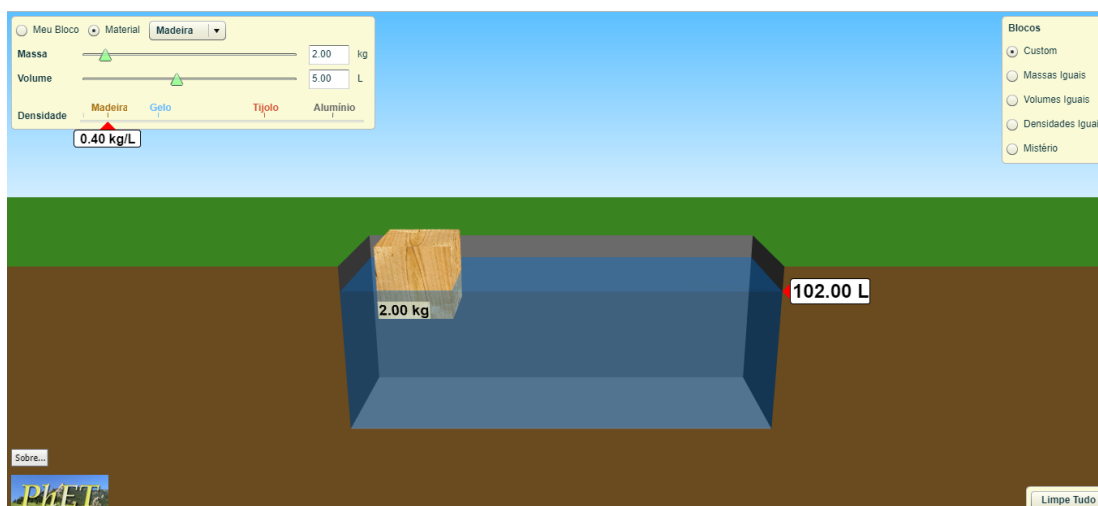 Meu Bloco Material Madeira
Massa 2.00 kg
Volume 5.00 L
Densidade Madeira Gelo Tijolo Alumínio
0.40 kg/L
Blocos
Custom
Massas Iguais
Volumes Iguais
Densidades Iguai
Mistério
102.00 L
2.00 kg
Sobre...
PhET
Limpe Tudo